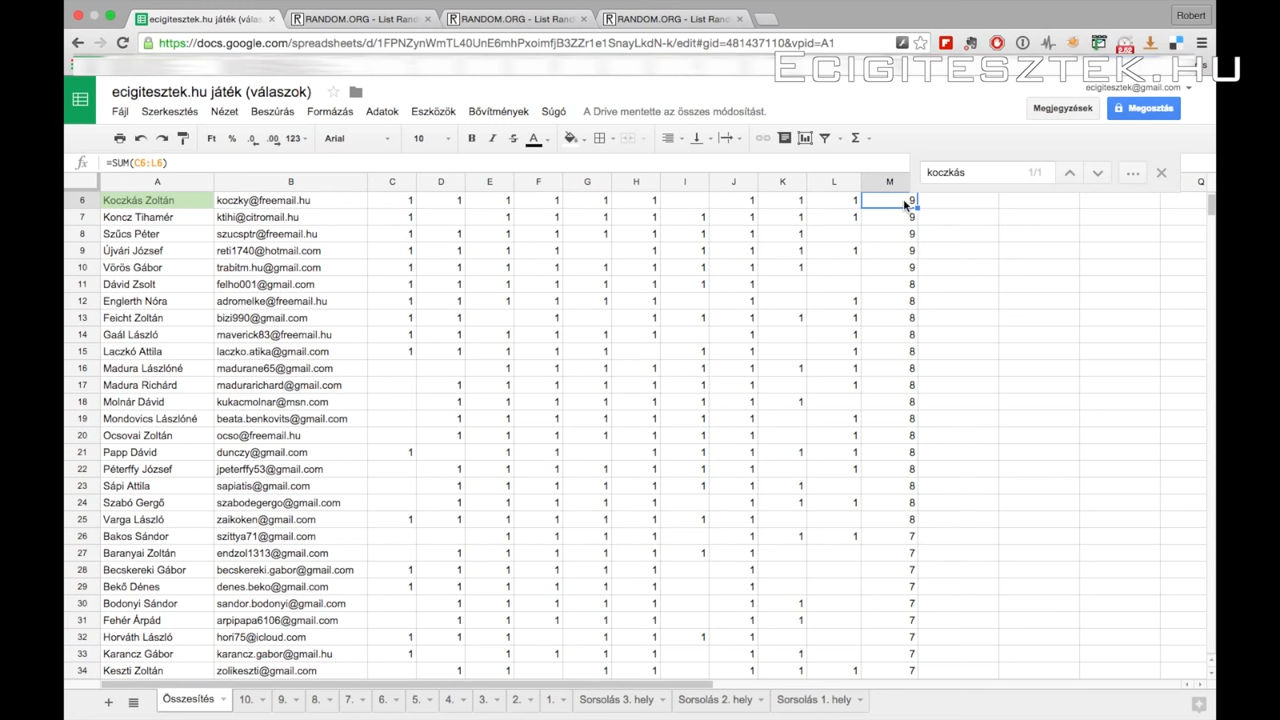 ecigitesztek.hu játék (válas
RANDOM.ORG - List Rand
RANDOM.ORG - List Rand
RANDOM.ORG - List Rand
Robert
https://docs.google.com/spreadsheets/d/1FPNZynWmTL40UnE6mhPxoimfjB3ZZr1e1SnayLkdN-k/edit#gid=481437110&vpid=A1
Ecigitesztek.hu
ecigitesztek.hu játék (válaszok)
ecigitesztek@gmail.com
Fájl Szerkesztés Nézet Beszúrás Formázás Adatok Eszközök Bővítmények Súgó A Drive mentette az összes módosítást.
Megjegyzések Megosztás
Ft % .0 .00 123 Arial 10 B I S A Σ
fx =SUM(C6:L6)
koczkás 1/1
A B C D E F G H I J K L M Q
6 Koczkás Zoltán koczky@freemail.hu 1 1 1 1 1 1 1 1 1 9
7 Koncz Tihamér ktihi@citromail.hu 1 1 1 1 1 1 1 1 1 9
8 Szűcs Péter szucsptr@freemail.hu 1 1 1 1 1 1 1 1 1 9
9 Újvári József reti1740@hotmail.com 1 1 1 1 1 1 1 1 1 9
10 Vörös Gábor trabitm.hu@gmail.com 1 1 1 1 1 1 1 1 1 9
11 Dávid Zsolt felho001@gmail.com 1 1 1 1 1 1 1 1 8
12 Englerth Nóra adromelke@freemail.hu 1 1 1 1 1 1 1 1 8
13 Feicht Zoltán bizi990@gmail.com 1 1 1 1 1 1 1 1 8
14 Gaál László maverick83@freemail.hu 1 1 1 1 1 1 1 1 8
15 Laczkó Attila laczko.atika@gmail.com 1 1 1 1 1 1 1 1 8
16 Madura Lászlóné madurane65@gmail.com 1 1 1 1 1 1 1 1 8
17 Madura Richárd madurarichard@gmail.com 1 1 1 1 1 1 1 1 8
18 Molnár Dávid kukacmolnar@msn.com 1 1 1 1 1 1 1 1 8
19 Mondovics Lászlóné beata.benkovits@gmail.com 1 1 1 1 1 1 1 1 8
20 Ocsovai Zoltán ocso@freemail.hu 1 1 1 1 1 1 1 1 8
21 Papp Dávid dunczy@gmail.com 1 1 1 1 1 1 1 1 8
22 Péterffy József jpeterffy53@gmail.com 1 1 1 1 1 1 1 1 8
23 Sápi Attila sapiatis@gmail.com 1 1 1 1 1 1 1 1 8
24 Szabó Gergő szabodegergo@gmail.com 1 1 1 1 1 1 1 1 8
25 Varga László zaikoken@gmail.com 1 1 1 1 1 1 1 1 8
26 Bakos Sándor szittya71@gmail.com 1 1 1 1 1 1 1 7
27 Baranyai Zoltán endzol1313@gmail.com 1 1 1 1 1 1 1 7
28 Becskereki Gábor becskereki.gabor@gmail.com 1 1 1 1 1 1 1 7
29 Bekő Dénes denes.beko@gmail.com 1 1 1 1 1 1 1 7
30 Bodonyi Sándor sandor.bodonyi@gmail.com 1 1 1 1 1 1 1 7
31 Fehér Árpád arpipapa6106@gmail.com 1 1 1 1 1 1 1 7
32 Horváth László hori75@icloud.com 1 1 1 1 1 1 1 7
33 Karancz Gábor karancz.gabor@gmail.hu 1 1 1 1 1 1 1 7
34 Keszti Zoltán zolikeszti@gmail.com 1 1 1 1 1 1 1 7
Összesítés 10. 9. 8. 7. 6. 5. 4. 3. 2. 1. Sorsolás 3. hely Sorsolás 2. hely Sorsolás 1. hely